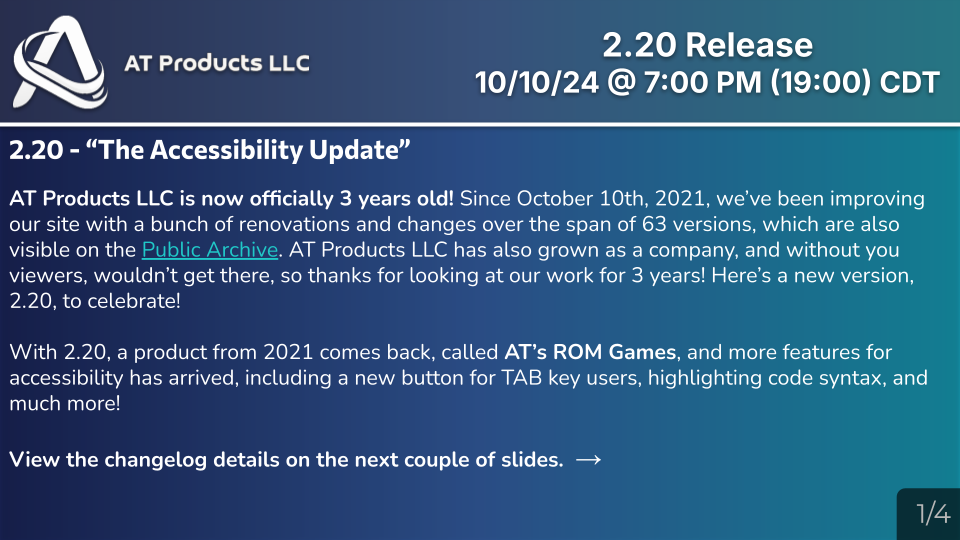 AT Products LLC
2.20 Release
10/10/24 @ 7:00 PM (19:00) CDT
2.20 - “The Accessibility Update”
AT Products LLC is now officially 3 years old! Since October 10th, 2021, we’ve been improving
our site with a bunch of renovations and changes over the span of 63 versions, which are also
visible on the Public Archive. AT Products LLC has also grown as a company, and without you
viewers, wouldn’t get there, so thanks for looking at our work for 3 years! Here’s a new version,
2.20, to celebrate!
With 2.20, a product from 2021 comes back, called AT’s ROM Games, and more features for
accessibility has arrived, including a new button for TAB key users, highlighting code syntax, and
much more!
View the changelog details on the next couple of slides. →
1/4